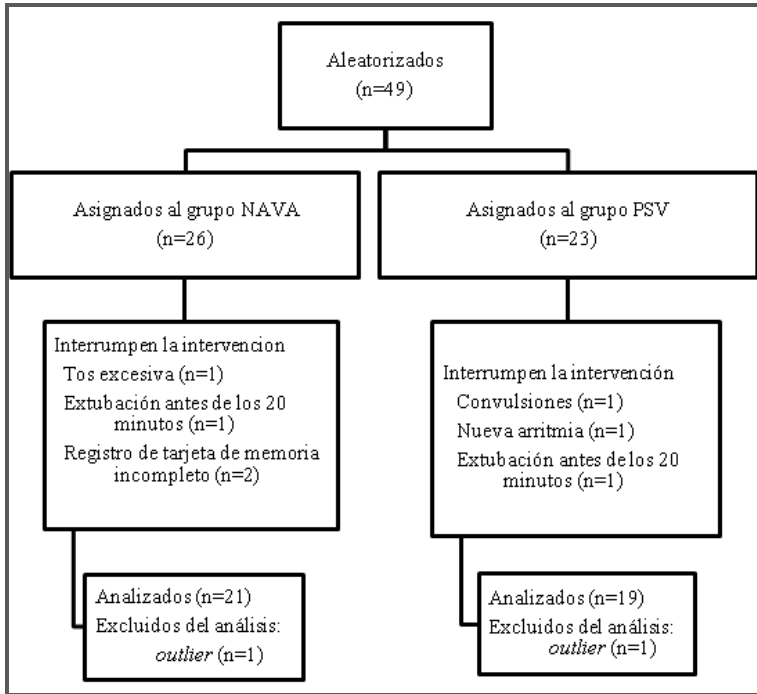 Aleatorizados
(n=49)
Asignados al grupo NAVA
(n=26)
Asignados al grupo PSV
(n=23)
Interrumpen la intervencion
Tos excesiva (n=1)
Extubación antes de los 20
minutos (n=1)
Registro de tarjeta de memoria
incompleto (n=2)
Interrumpen la intervención
Convulsiones (n=1)
Nueva arritmia (n=1)
Extubación antes de los 20
minutos (n=1)
Analizados (n=21)
Excluidos del análisis:
outlier (n=1)
Analizados (n=19)
Excluidos del análisis:
outlier (n=1)